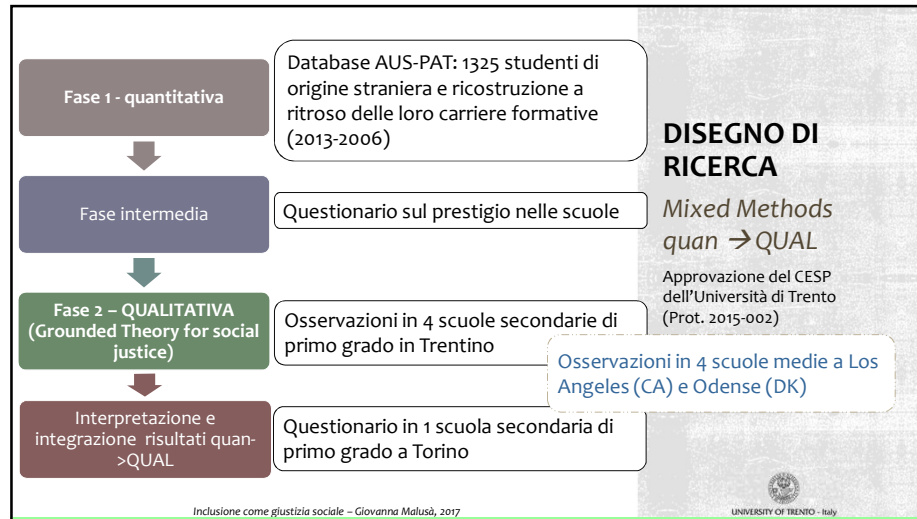 Fase 1 - quantitativa
Database AUS-PAT: 1325 studenti di
origine straniera e ricostruzione a
ritroso delle loro carriere formative
(2013-2006)
Fase intermedia
Questionario sul prestigio nelle scuole
Fase 2 – QUALITATIVA
(Grounded Theory for social
justice)
Osservazioni in 4 scuole secondarie di
primo grado in Trentino
Osservazioni in 4 scuole medie a Los
Angeles (CA) e Odense (DK)
Interpretazione e
integrazione risultati quan-
>QUAL
Questionario in 1 scuola secondaria di
primo grado a Torino
DISEGNO DI
RICERCA
Mixed Methods
quan → QUAL
Approvazione del CESP
dell’Università di Trento
(Prot. 2015-002)
Inclusione come giustizia sociale – Giovanna Malusà, 2017
UNIVERSITY OF TRENTO - Italy